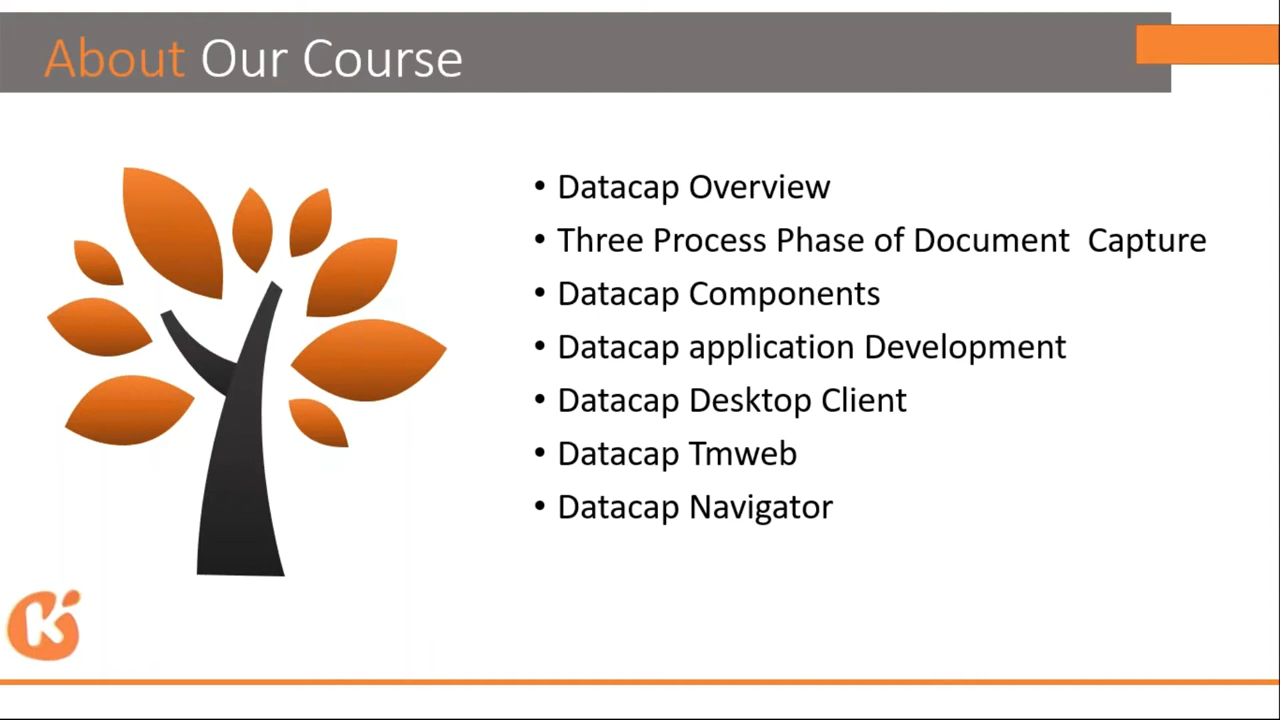 About Our Course
• Datacap Overview
• Three Process Phase of Document  Capture
• Datacap Components
• Datacap application Development
• Datacap Desktop Client
• Datacap Tmweb
• Datacap Navigator
K